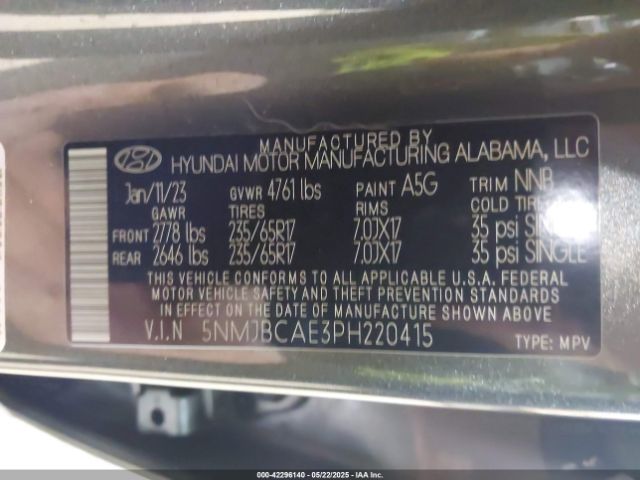 MANUFACTURED BY
HYUNDAI MOTOR MANUFACTURING ALABAMA, LLC
Jan/11/23 GVWR 4761 lbs PAINT A5G TRIM NNB
GAWR TIRES RIMS COLD TIRE
FRONT 2778 lbs 235/65R17 7.0JX17 35 psi SINGLE
REAR 2646 lbs 235/65R17 7.0JX17 35 psi SINGLE
THIS VEHICLE CONFORMS TO ALL APPLICABLE U.S.A. FEDERAL
MOTOR VEHICLE SAFETY AND THEFT PREVENTION STANDARDS
IN EFFECT ON THE DATE OF MANUFACTURE SHOWN ABOVE.
V.I.N 5NMJBCAE3PH220415 TYPE: MPV
000-42296140 - 05/22/2025 - IAA Inc.